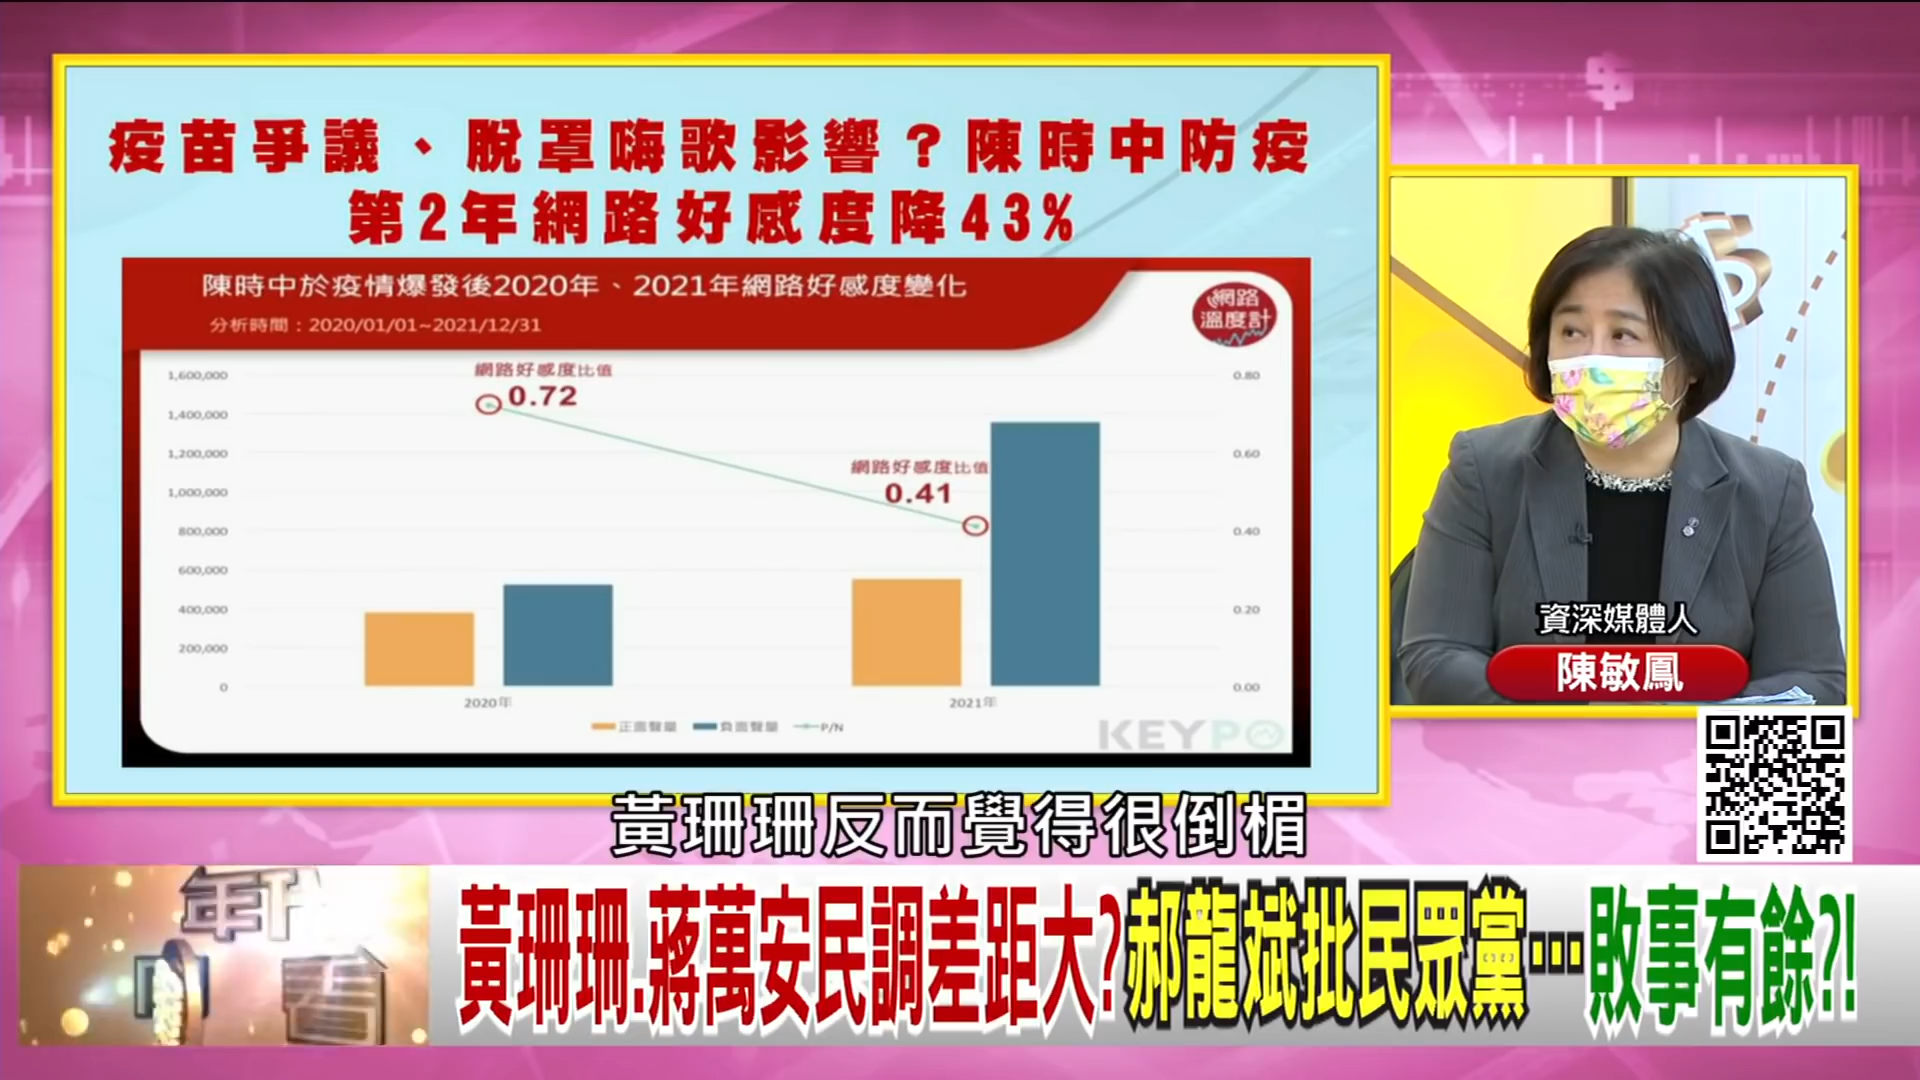 疫苗爭議、脫罩嗨歌影響？陳時中防疫
第2年網路好感度降43%
陳時中於疫情爆發後2020年、2021年網路好感度變化
分析時間：2020/01/01~2021/12/31
網路
溫度計
網路好感度比值
0.72
網路好感度比值
0.41
1,600,000
1,400,000
1,200,000
1,000,000
800,000
600,000
400,000
200,000
0
0.80
0.60
0.40
0.20
0.00
2020年
2021年
正面聲量
負面聲量
P/N
KEYPO
資深媒體人
陳敏鳳
黃珊珊反而覺得很倒楣
黃珊珊.蔣萬安民調差距大?郝龍斌批民眾黨…敗事有餘?!